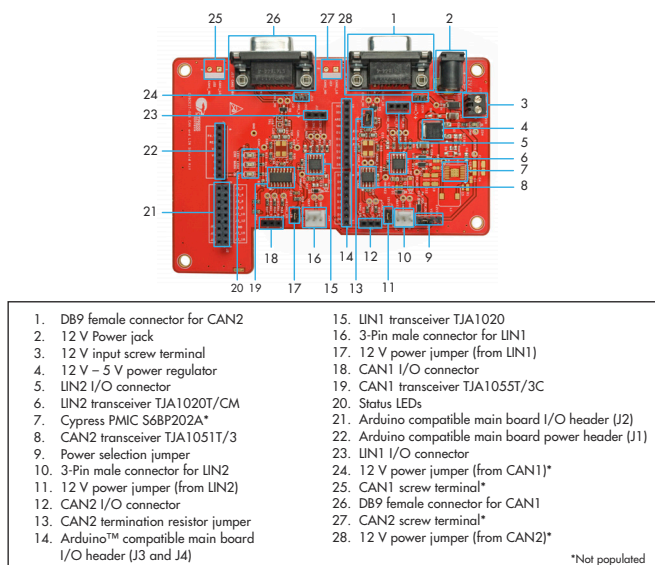 25
26
27
28
1
2
24
23
22
21
3
4
5
6
7
8
20
19
18
17
16
15
14
13
12
11
10
9
1. DB9 female connector for CAN2
2. 12 V Power jack
3. 12 V input screw terminal
4. 12 V – 5 V power regulator
5. LIN2 I/O connector
6. LIN2 transceiver TJA1020T/CM
7. Cypress PMIC S6BP202A*
8. CAN2 transceiver TJA1051T/3
9. Power selection jumper
10. 3-Pin male connector for LIN2
11. 12 V power jumper (from LIN2)
12. CAN2 I/O connector
13. CAN2 termination resistor jumper
14. Arduino™ compatible main board
I/O header (J3 and J4)
15. LIN1 transceiver TJA1020
16. 3-Pin male connector for LIN1
17. 12 V power jumper (from LIN1)
18. CAN1 I/O connector
19. CAN1 transceiver TJA1055T/3C
20. Status LEDs
21. Arduino compatible main board I/O header (J2)
22. Arduino compatible main board power header (J1)
23. LIN1 I/O connector
24. 12 V power jumper (from CAN1)*
25. CAN1 screw terminal*
26. DB9 female connector for CAN1
27. CAN2 screw terminal*
28. 12 V power jumper (from CAN2)*
*Not populated